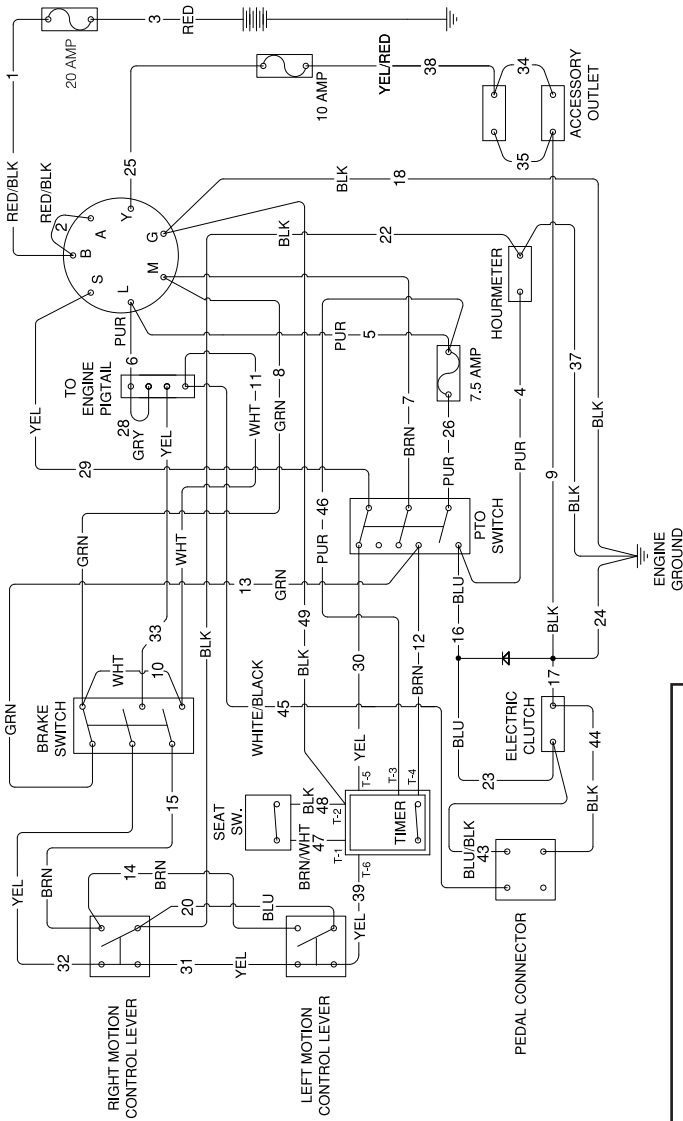 1
RED/BLK
20 AMP
3
RED
RED/BLK
2
B
A
S
Y
L
G
M
25
10 AMP
YEL/RED
38
34
35
ACCESSORY
OUTLET
BLK
18
BLK
22
HOURMETER
37
YEL
29
PUR
6
TO
ENGINE
PIGTAIL
28
GRY
YEL
WHT
11
GRN
8
PUR
5
7.5 AMP
BRN
7
PUR
26
PUR
4
BLK
9
BLK
BLK
GRN
WHT
PUR
46
PTO
SWITCH
13
GRN
BRAKE
SWITCH
GRN
WHT
10
33
BLK
WHITE/BLACK
45
BLK
49
YEL
30
BRN
12
BLU
16
BLK
24
ENGINE
GROUND
YEL
BRN
15
SEAT
SW.
BRN/WHT
47
BLK
48
T-1
T-2
T-3
T-4
T-5
T-6
TIMER
BLU
23
17
ELECTRIC
CLUTCH
44
BLK
BLU/BLK
43
PEDAL CONNECTOR
32
14
BRN
20
BLU
31
YEL
YEL
39
RIGHT MOTION
CONTROL LEVER
LEFT MOTION
CONTROL LEVER